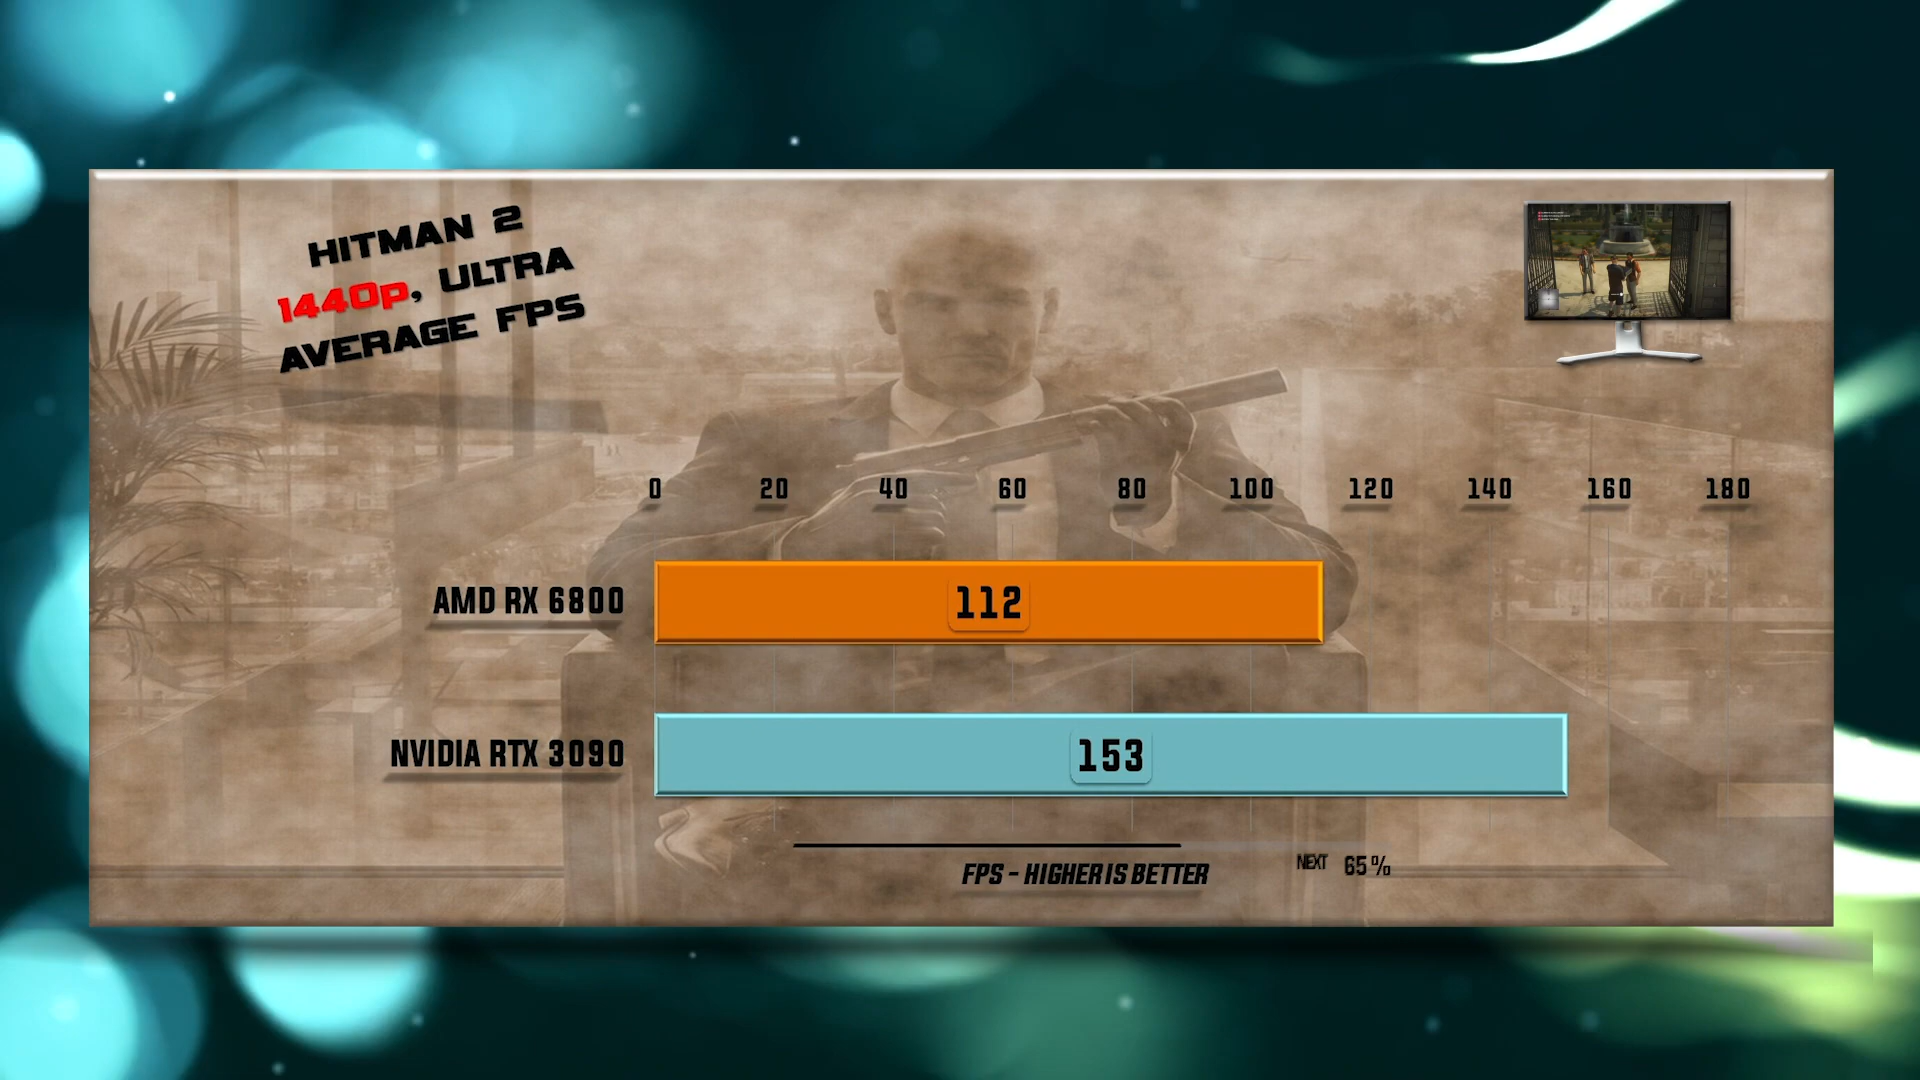 HITMAN 2
1440p, ULTRA
AVERAGE FPS
0 20 40 60 80 100 120 140 160 180
AMD RX 6800
112
NVIDIA RTX 3090
153
FPS - HIGHER IS BETTER
NEXT 65%